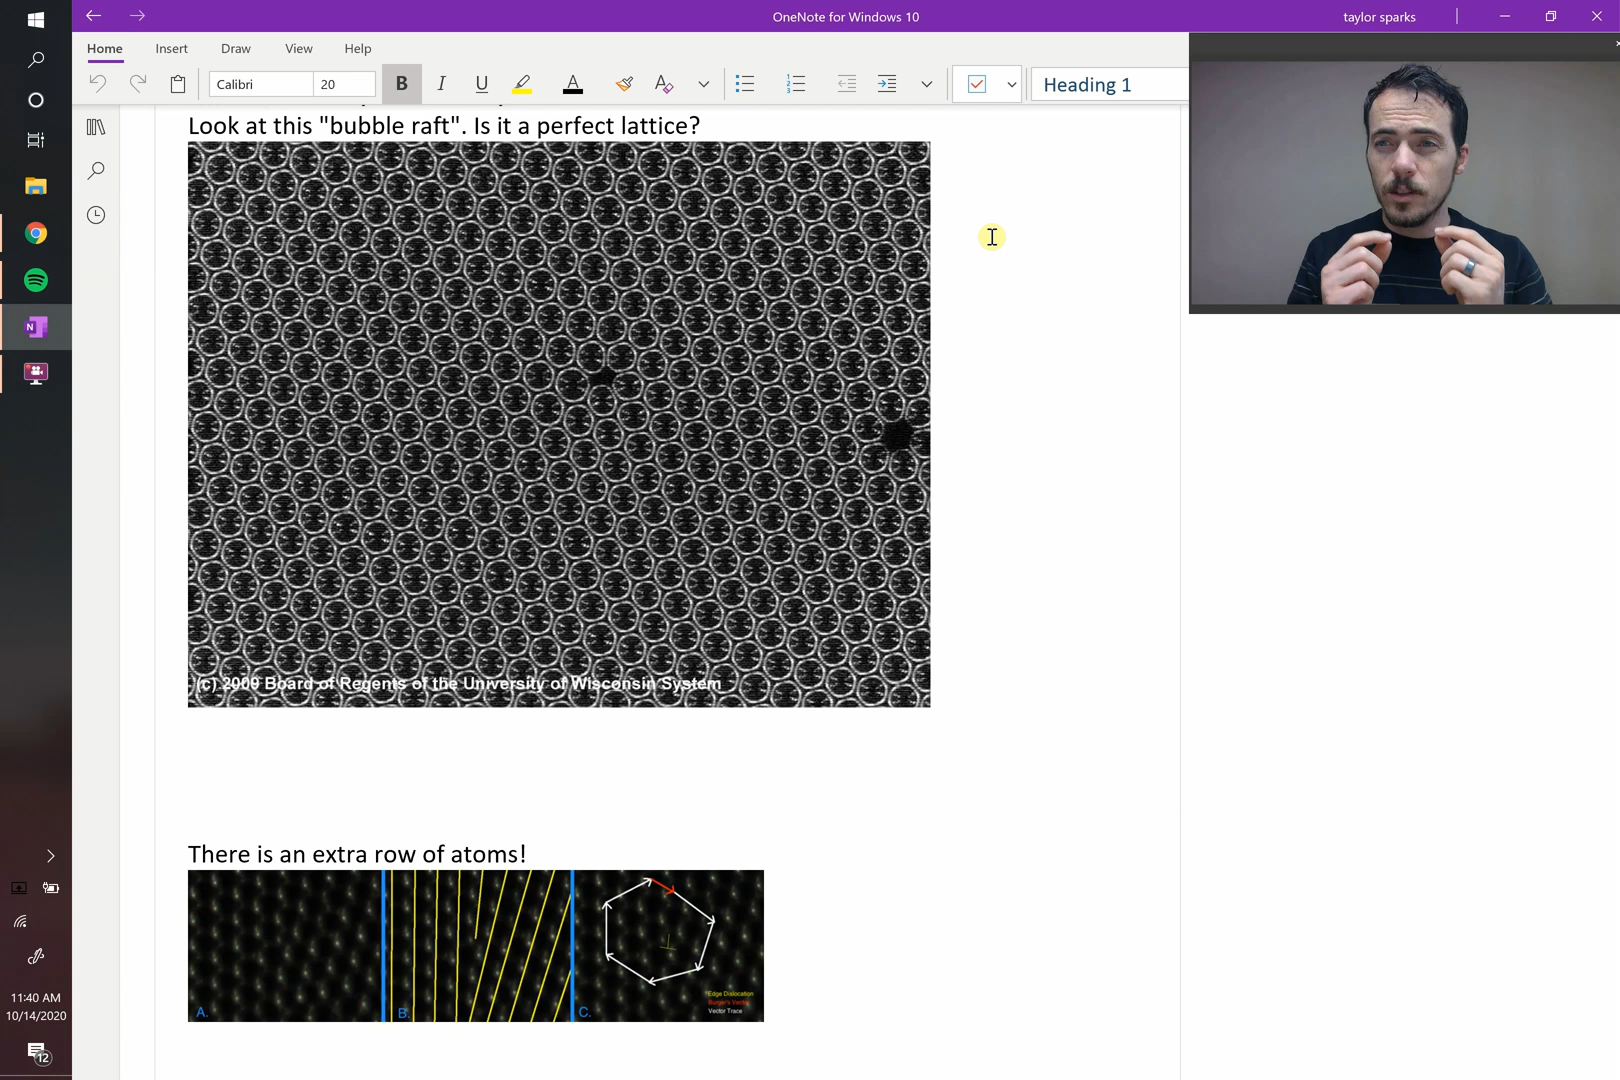 OneNote for Windows 10
taylor sparks
Home Insert Draw View Help
Calibri 20 B I U A A Heading 1
Look at this "bubble raft". Is it a perfect lattice?
(c) 2009 Board of Regents of the University of Wisconsin System
There is an extra row of atoms!
A. B. C.
Edge Dislocation
Burger's Vector
Vector Trace
N
11:40 AM
10/14/2020
12